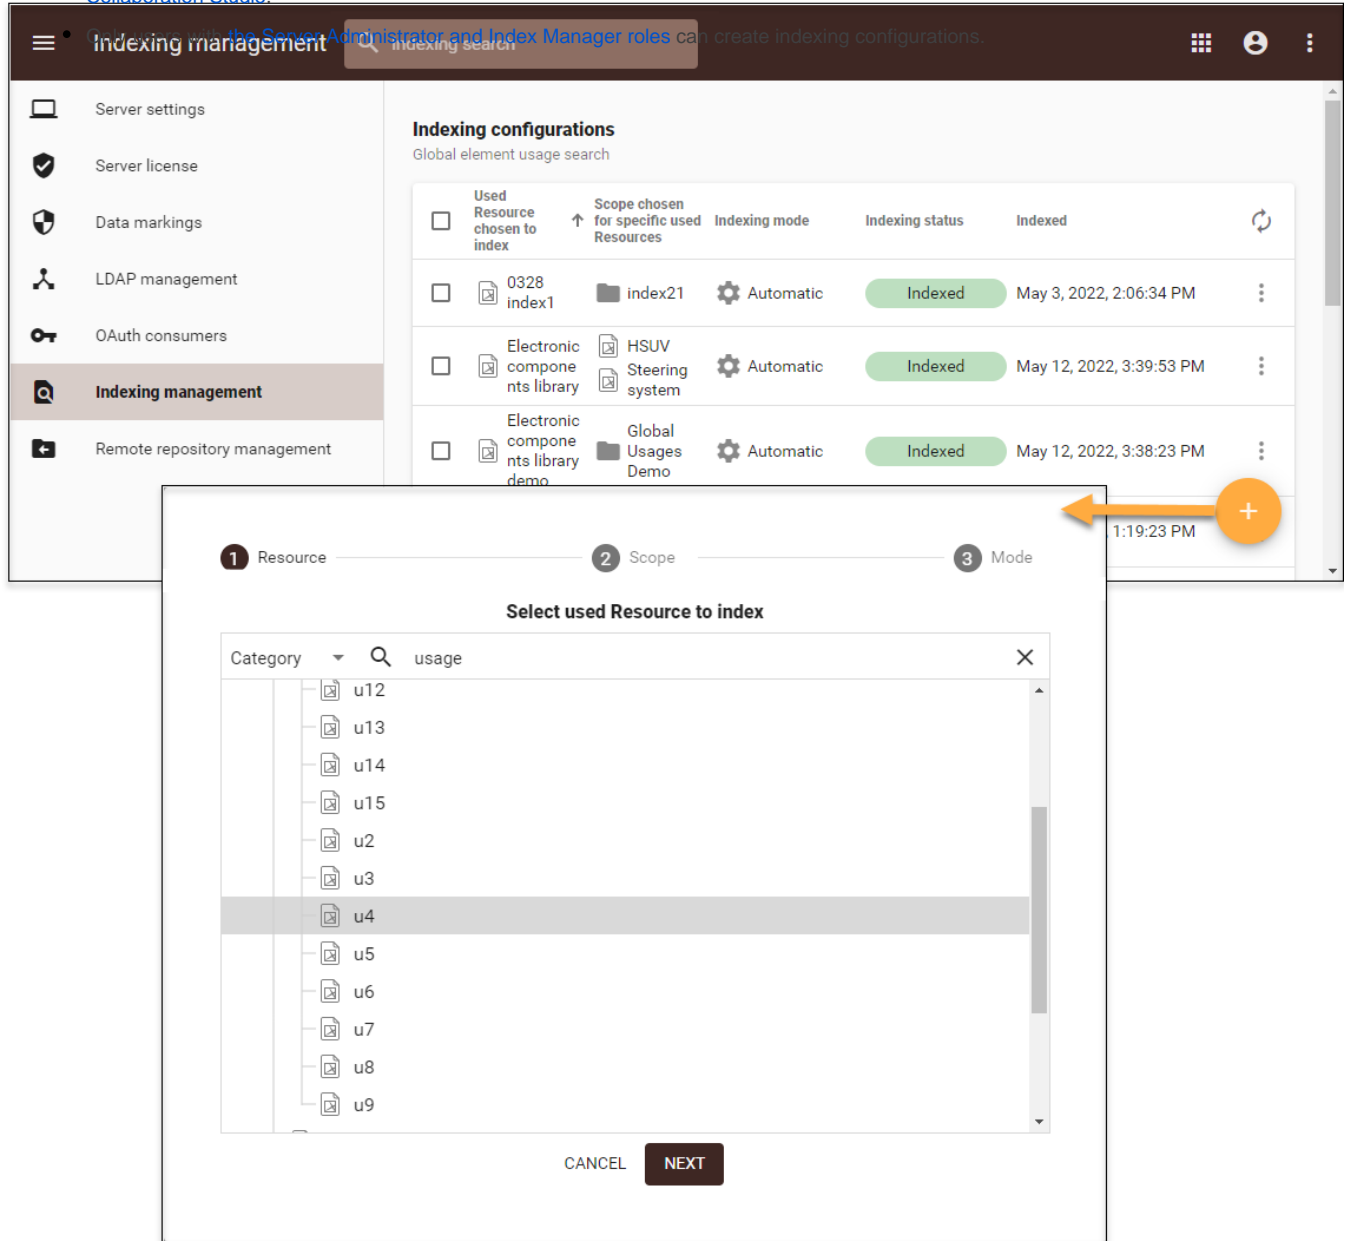 Collaboration Studio.
Only users with the Server Administrator and Index Manager roles can create indexing configurations.
Indexing management
Indexing search
Server settings
Server license
Data markings
LDAP management
OAuth consumers
Indexing management
Remote repository management
Indexing configurations
Global element usage search
Used
Resource
chosen to
index
Scope chosen
for specific used
Resources
Indexing mode
Indexing status
Indexed
0328
index1
index21
Automatic
Indexed
May 3, 2022, 2:06:34 PM
Electronic
compone
nts library
HSUV
Steering
system
Automatic
Indexed
May 12, 2022, 3:39:53 PM
Electronic
compone
nts library
demo
Global
Usages
Demo
Automatic
Indexed
May 12, 2022, 3:38:23 PM
, 1:19:23 PM
1 Resource
2 Scope
3 Mode
Select used Resource to index
Category
usage
u12
u13
u14
u15
u2
u3
u4
u5
u6
u7
u8
u9
CANCEL
NEXT